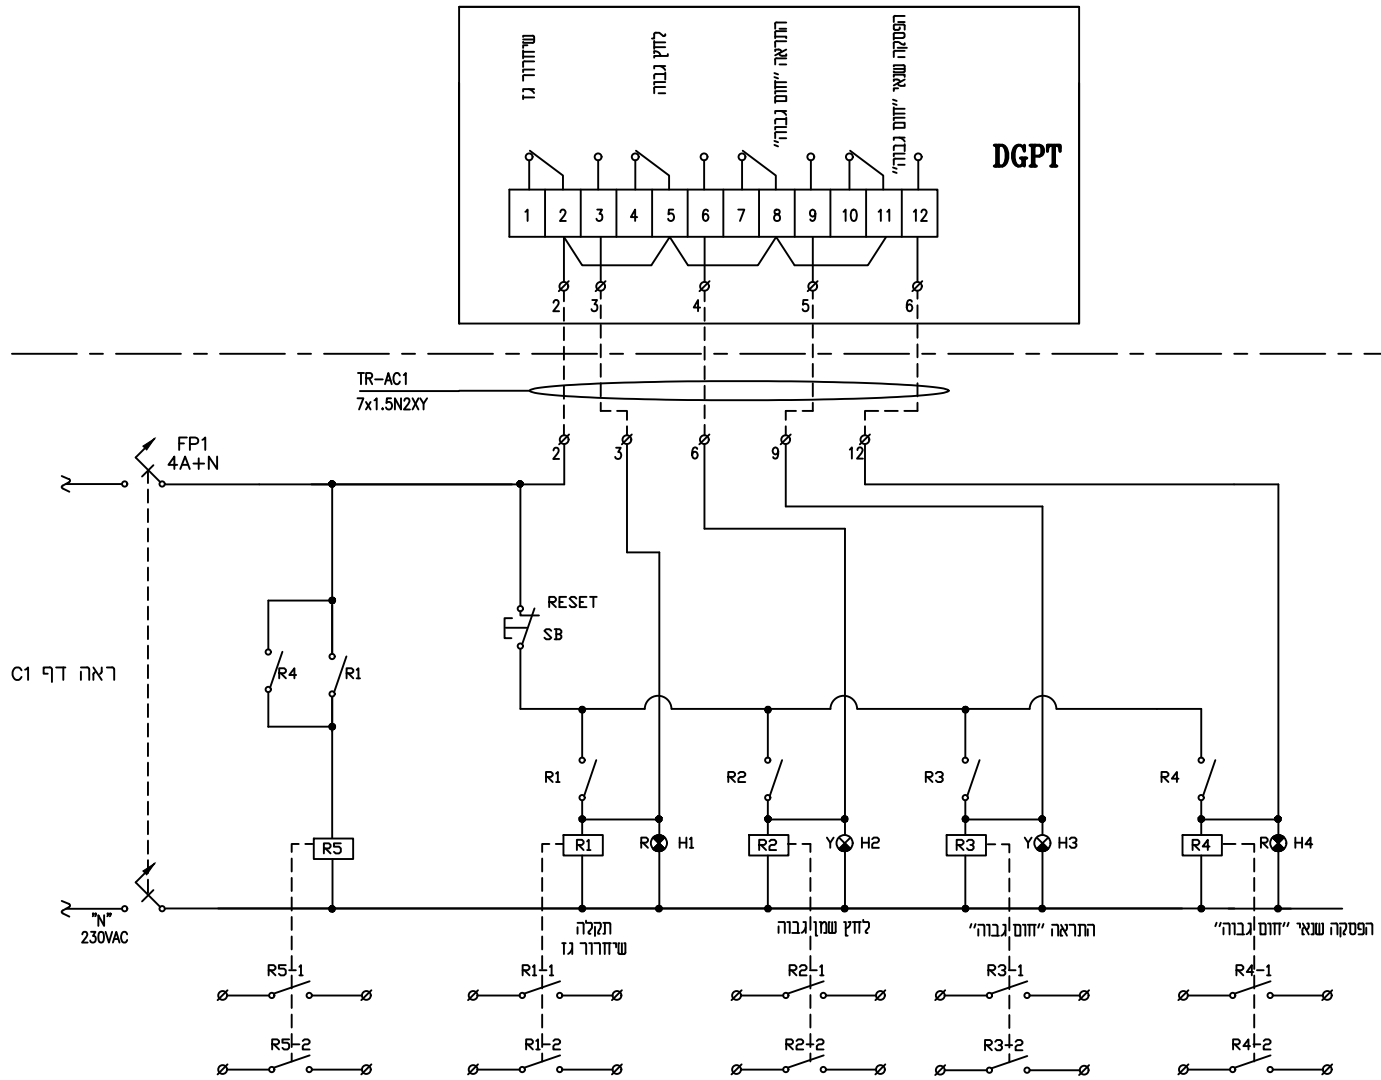 שיחרור גז
לחץ גבוה
התראה "חום גבוה"
הפסקה שנאי "חום גבוה"
DGPT
1 2 3 4 5 6 7 8 9 10 11 12
2 3 4 5 6
TR-AC1
7x1.5N2XY
2 3 6 9 12
FP1
4A+N
RESET
SB
ראה דף C1
R4 R1
R1 R2 R3 R4
R5 R1 R H1 R2 Y H2 R3 Y H3 R4 R H4
"N"
230VAC
תקלה
שיחרור גז
לחץ שמן גבוה
התראה "חום גבוה"
הפסקה שנאי "חום גבוה"
R5-1 R1-1 R2-1 R3-1 R4-1
R5-2 R1-2 R2-2 R3-2 R4-2